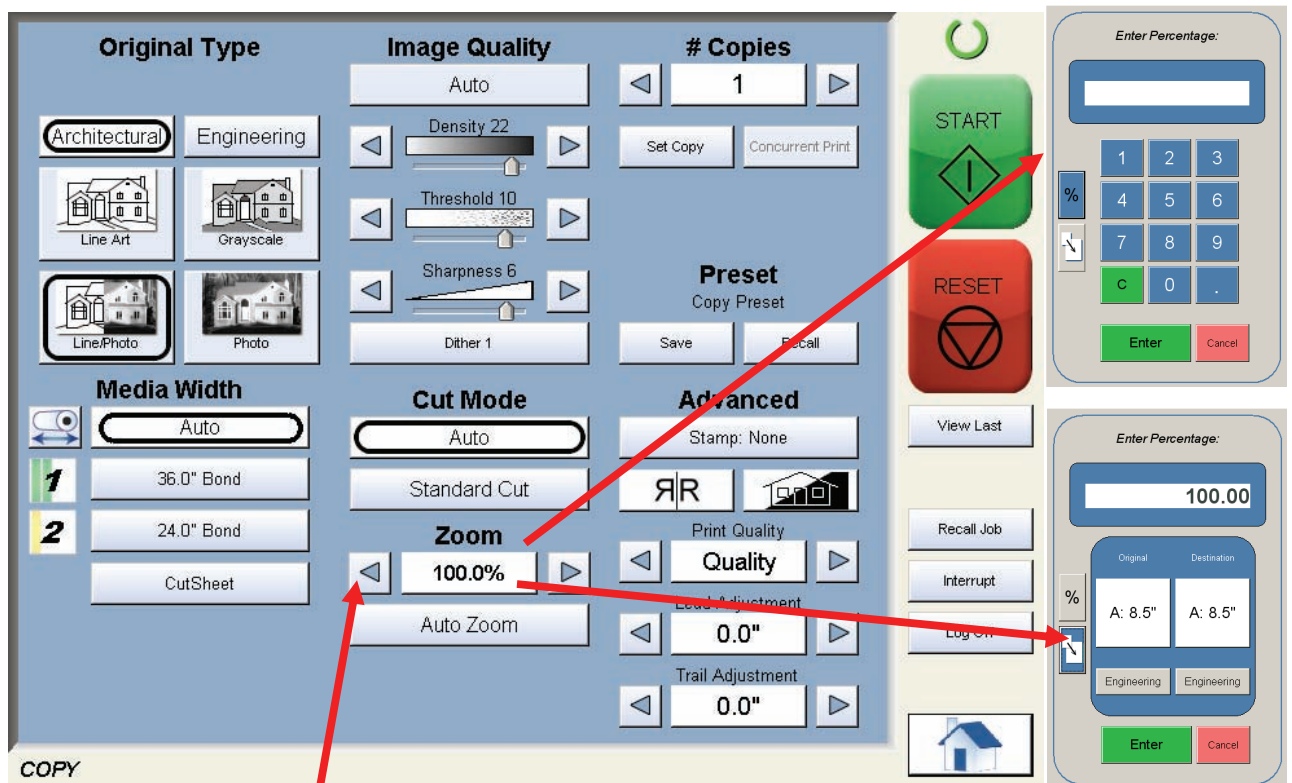 Original Type
Architectural
Engineering
Line Art
Grayscale
Line/Photo
Photo
Media Width
Auto
1
36.0" Bond
2
24.0" Bond
CutSheet
Image Quality
Auto
Density 22
Threshold 10
Sharpness 6
Dither 1
Cut Mode
Auto
Standard Cut
Zoom
100.0%
Auto Zoom
# Copies
1
Set Copy
Concurrent Print
Preset
Copy Preset
Save
Recall
Advanced
Stamp: None
ЯR
Print Quality
Quality
Lead Adjustment
0.0"
Trail Adjustment
0.0"
START
RESET
View Last
Recall Job
Interrupt
Log Off
COPY
Enter Percentage:
%
1 2 3
4 5 6
7 8 9
C 0 .
Enter Cancel
Enter Percentage:
100.00
Original Destination
%
A: 8.5" A: 8.5"
Engineering Engineering
Enter Cancel